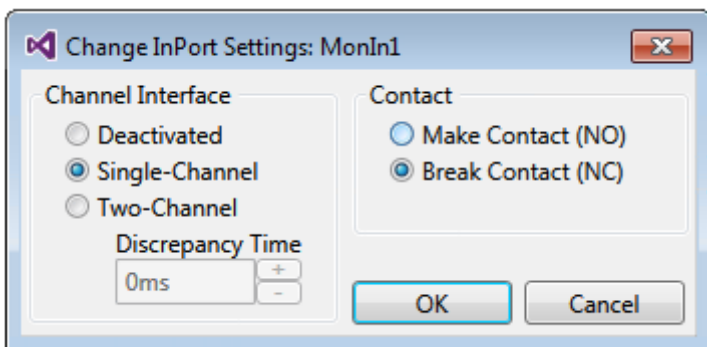 Change InPort Settings: MonIn1
Channel Interface
Deactivated
Single-Channel
Two-Channel
Discrepancy Time
0ms
+
-
Contact
Make Contact (NO)
Break Contact (NC)
OK
Cancel